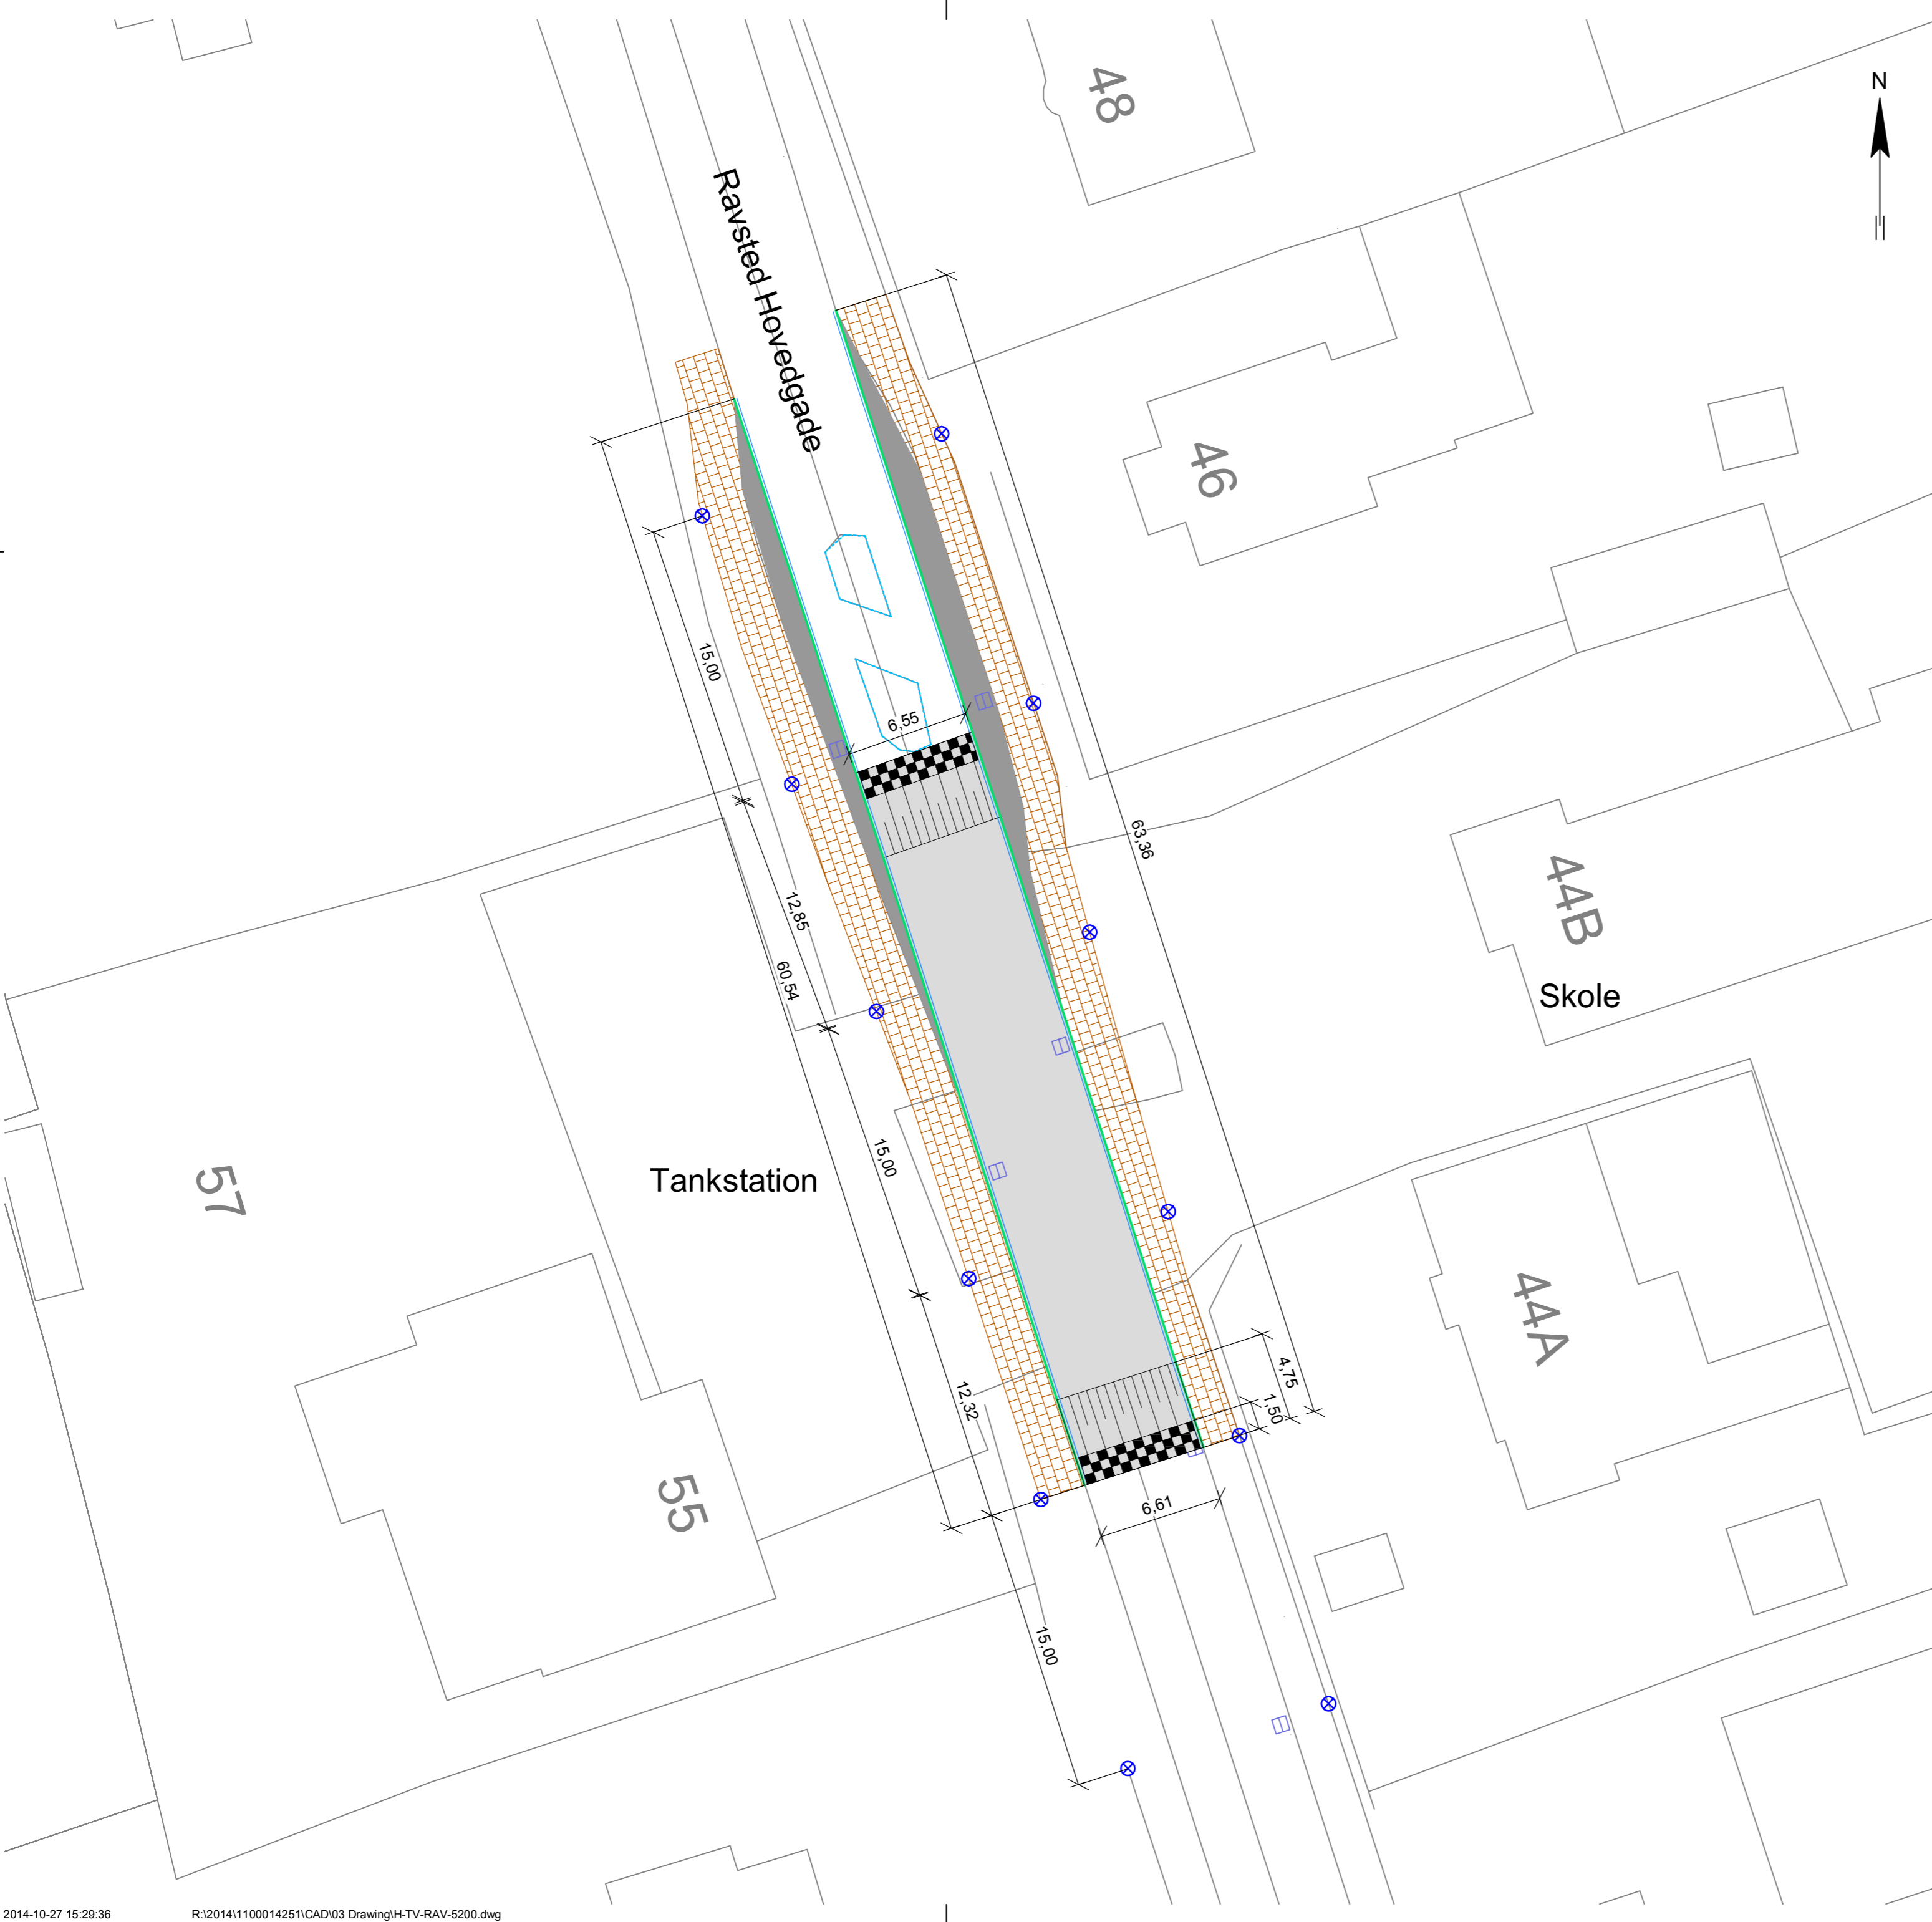 48
N
Ravsted Hovedgade
46
15,00
6,55
63,36
12,85
44B
60,54
Skole
15,00
57
Tankstation
44A
4,75
12,32
1,50
55
6,61
15,00
2014-10-27 15:29:36
R:\2014\1100014251\CAD\03 Drawing\H-TV-RAV-5200.dwg